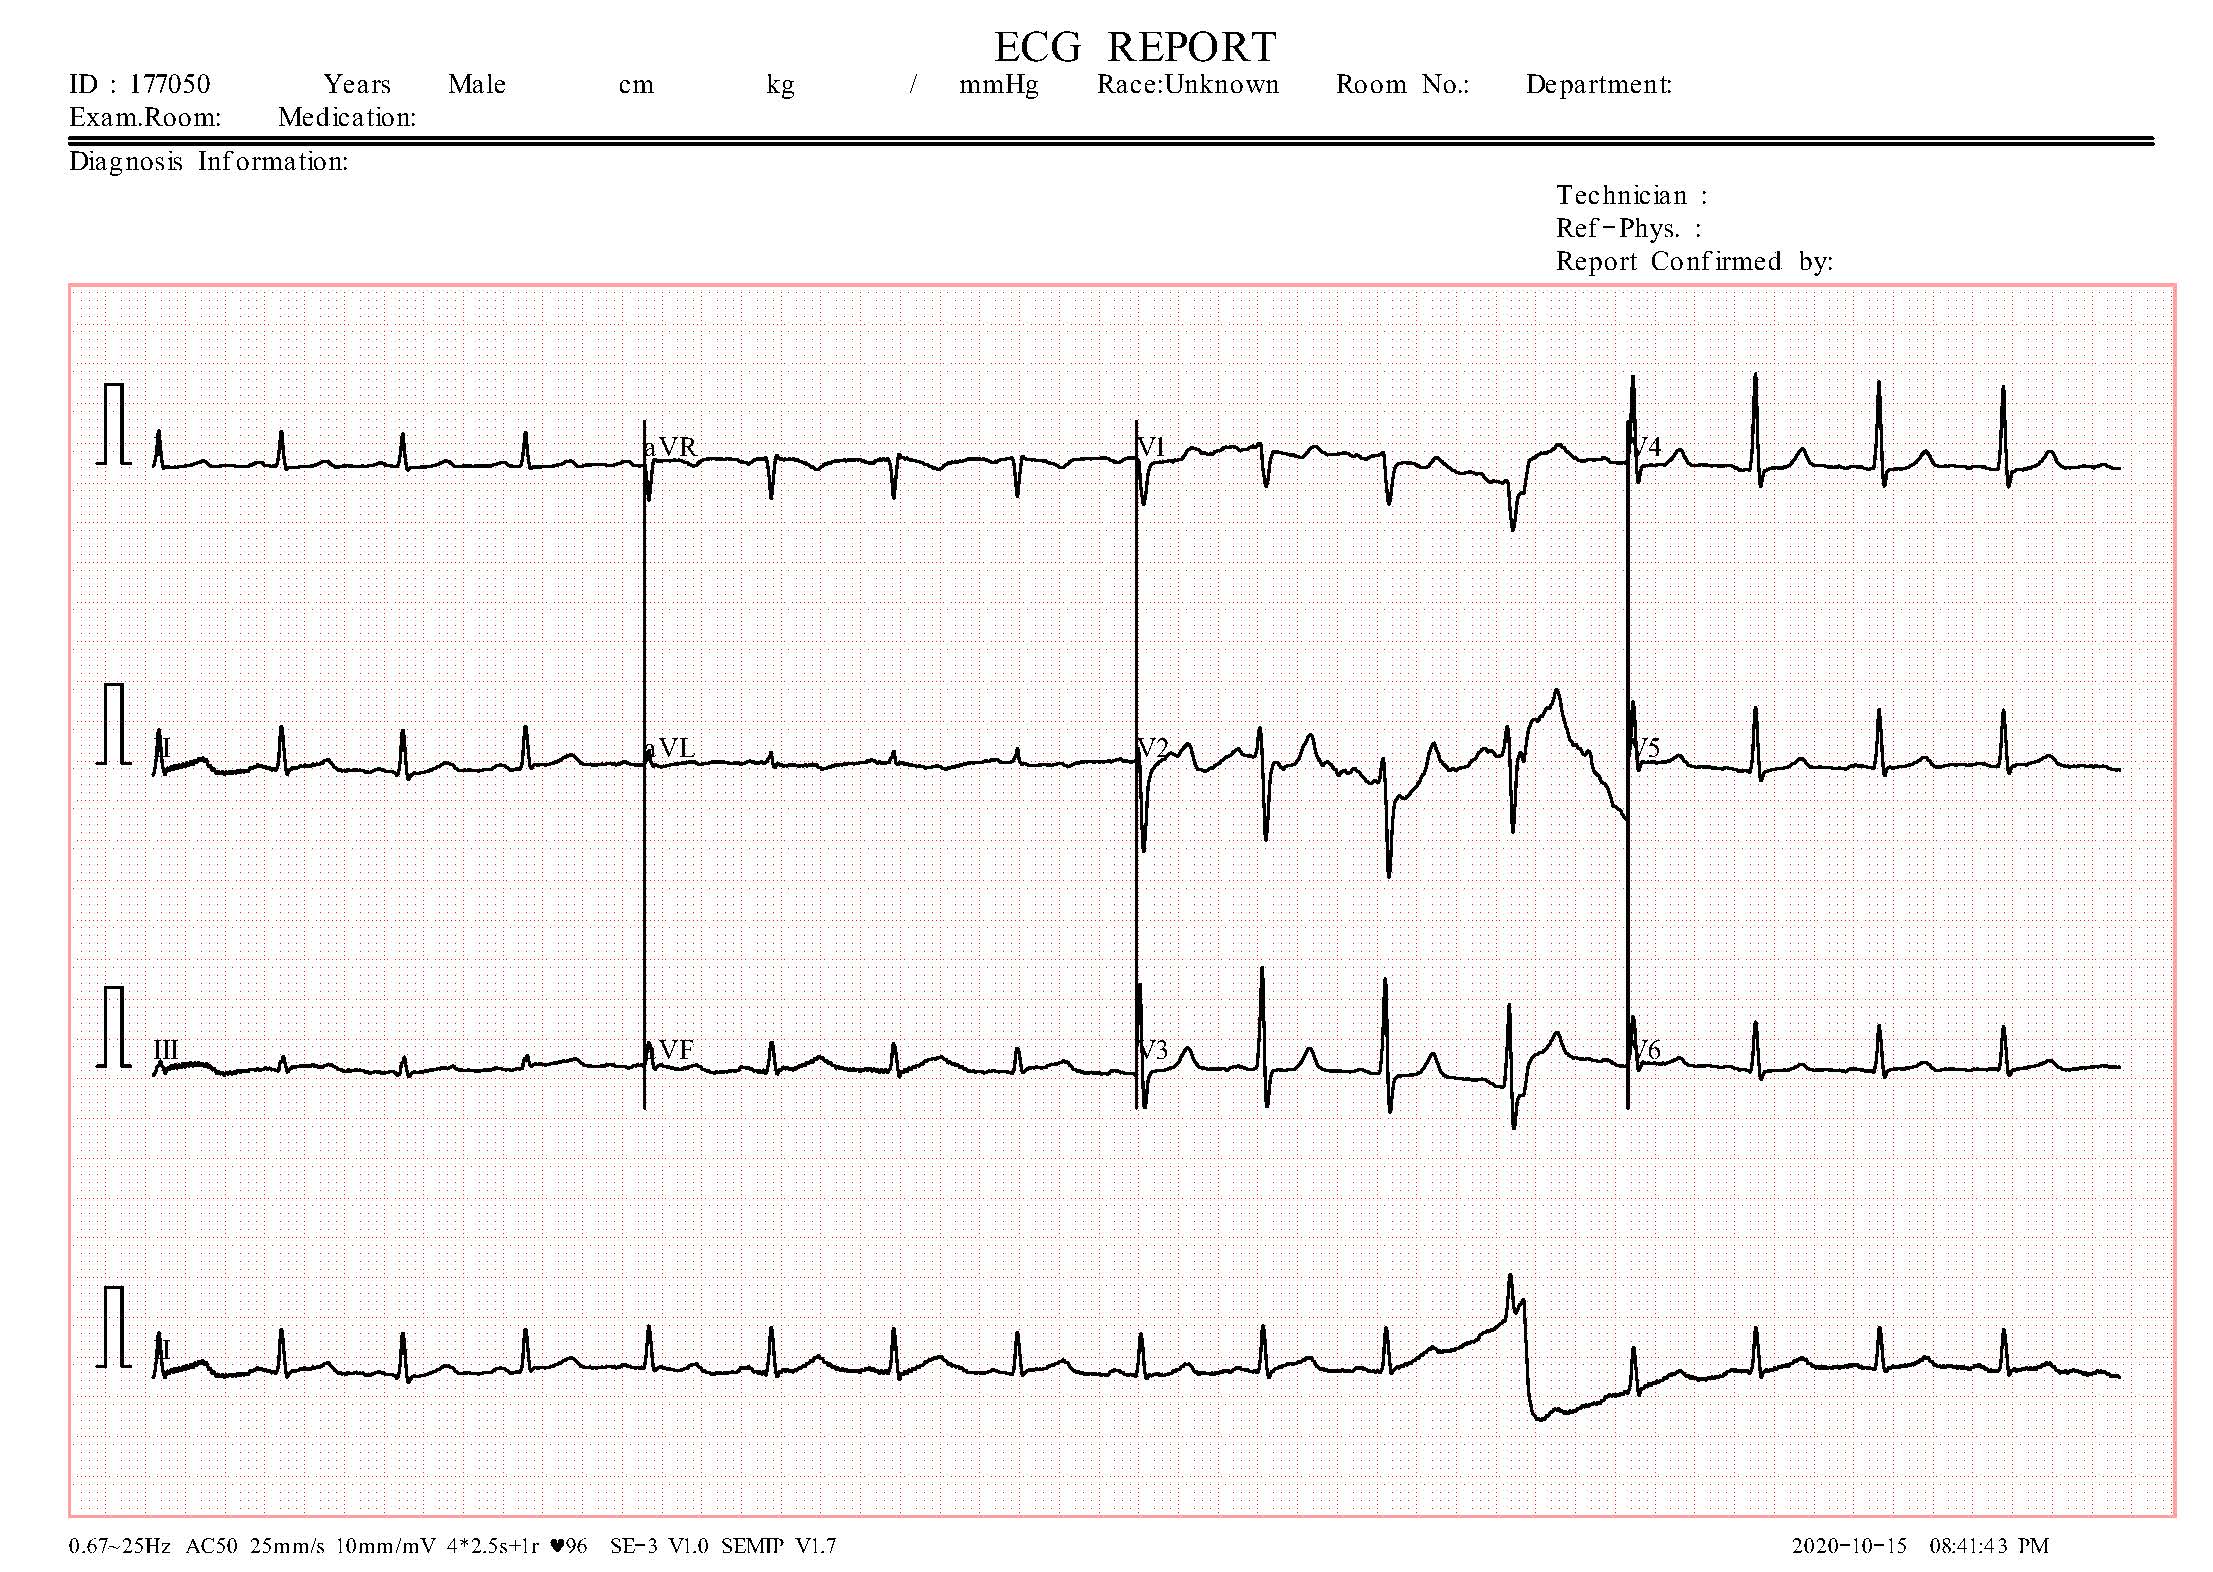 ECG REPORT
ID : 177050 Years Male cm kg / mmHg Race:Unknown Room No.: Department:
Exam.Room: Medication:
Diagnosis Information:
Technician :
Ref-Phys. :
Report Confirmed by:
aVR V1 V4
II aVL V2 V5
III aVF V3 V6
II
0.67~25Hz AC50 25mm/s 10mm/mV 4*2.5s+1r ♥96 SE-3 V1.0 SEMIP V1.7 2020-10-15 08:41:43 PM